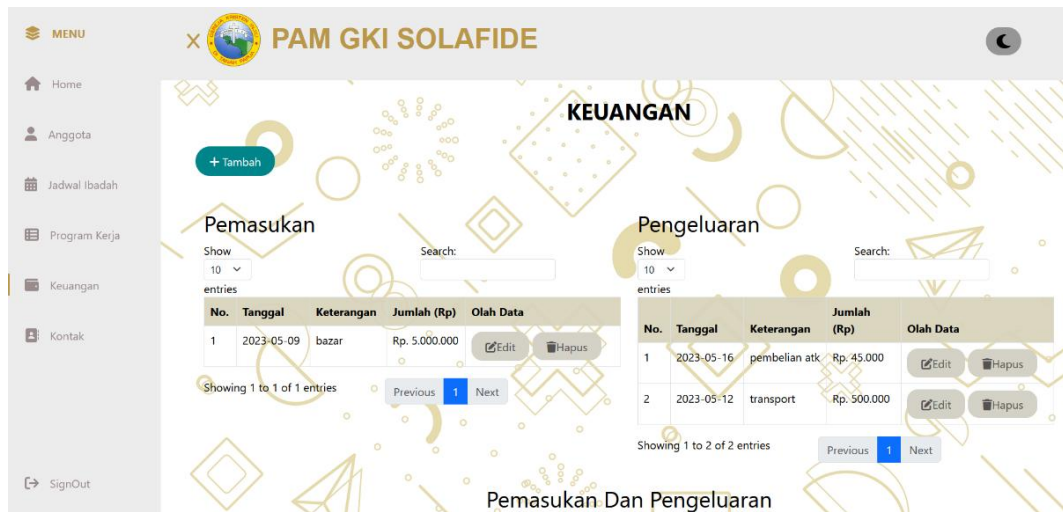 MENU
Home
Anggota
Jadwal Ibadah
Program Kerja
Keuangan
Kontak
SignOut
× PAM GKI SOLAFIDE
KEUANGAN
+ Tambah
Pemasukan
Show
10
entries
Search:
No. Tanggal Keterangan Jumlah (Rp) Olah Data
1 2023-05-09 bazar Rp. 5.000.000 Edit Hapus
Showing 1 to 1 of 1 entries
Previous 1 Next
Pengeluaran
Show
10
entries
Search:
No. Tanggal Keterangan Jumlah (Rp) Olah Data
1 2023-05-16 pembelian atk Rp. 45.000 Edit Hapus
2 2023-05-12 transport Rp. 500.000 Edit Hapus
Showing 1 to 2 of 2 entries
Previous 1 Next
Pemasukan Dan Pengeluaran